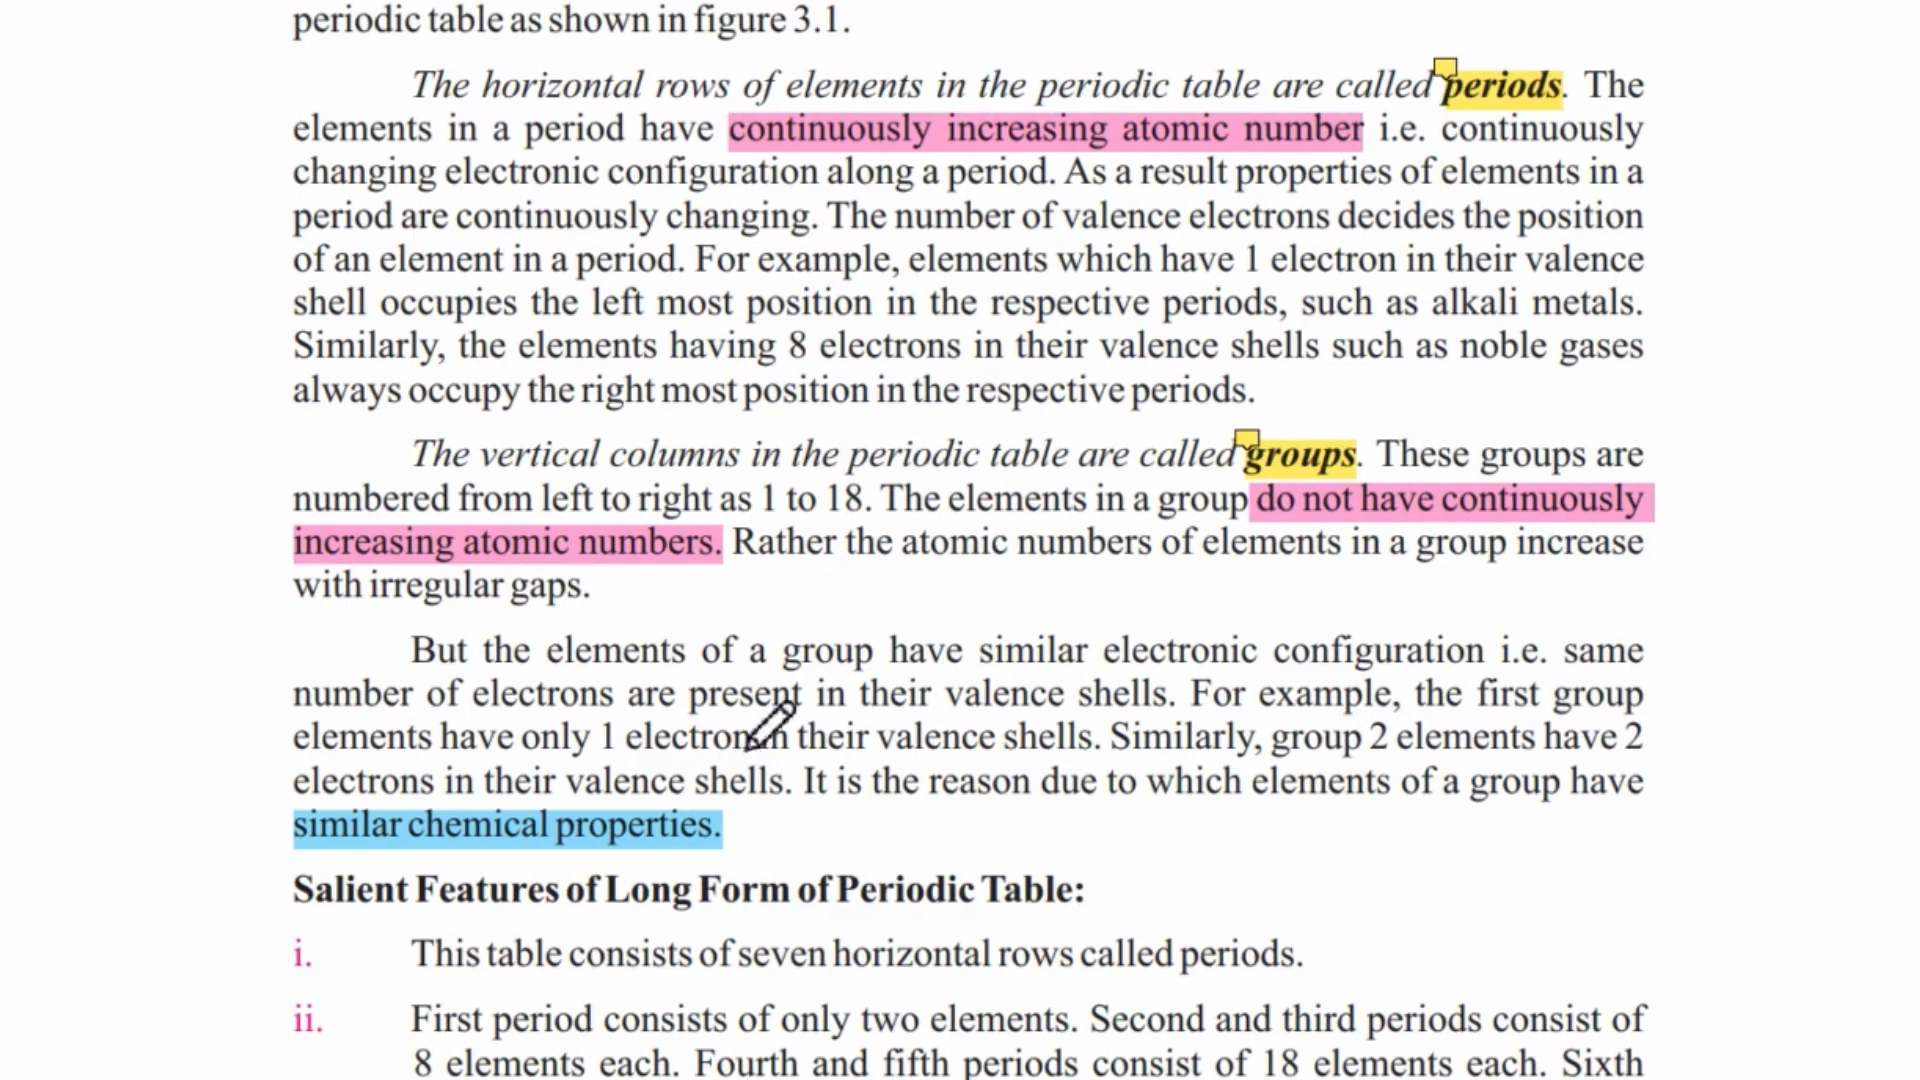 periodic table as shown in figure 3.1.
The horizontal rows of elements in the periodic table are called periods. The
elements in a period have continuously increasing atomic number i.e. continuously
changing electronic configuration along a period. As a result properties of elements in a
period are continuously changing. The number of valence electrons decides the position
of an element in a period. For example, elements which have 1 electron in their valence
shell occupies the left most position in the respective periods, such as alkali metals.
Similarly, the elements having 8 electrons in their valence shells such as noble gases
always occupy the right most position in the respective periods.
The vertical columns in the periodic table are called groups. These groups are
numbered from left to right as 1 to 18. The elements in a group do not have continuously
increasing atomic numbers. Rather the atomic numbers of elements in a group increase
with irregular gaps.
But the elements of a group have similar electronic configuration i.e. same
number of electrons are present in their valence shells. For example, the first group
elements have only 1 electron in their valence shells. Similarly, group 2 elements have 2
electrons in their valence shells. It is the reason due to which elements of a group have
similar chemical properties.
Salient Features of Long Form of Periodic Table:
i. This table consists of seven horizontal rows called periods.
ii. First period consists of only two elements. Second and third periods consist of
8 elements each. Fourth and fifth periods consist of 18 elements each. Sixth